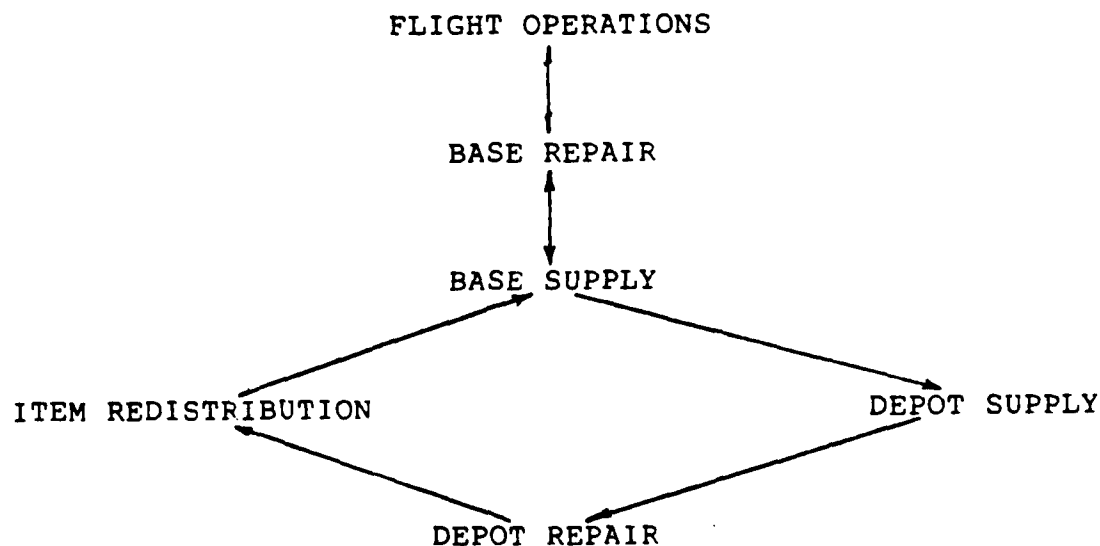 FLIGHT OPERATIONS
BASE REPAIR
BASE SUPPLY
ITEM REDISTRIBUTION
DEPOT SUPPLY
DEPOT REPAIR